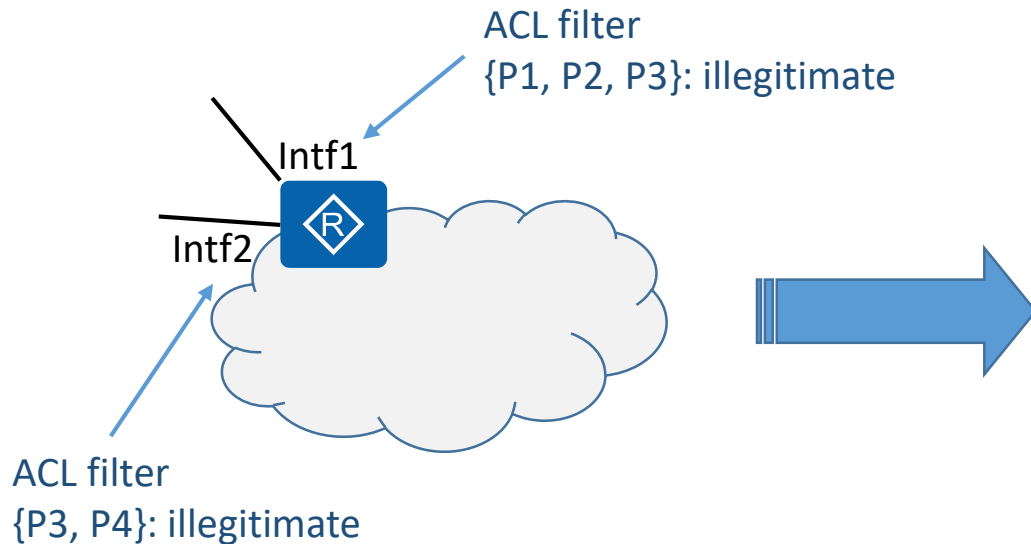 ACL filter
{P1, P2, P3}: illegitimate
Intf1
R
Intf2
ACL filter
{P3, P4}: illegitimate